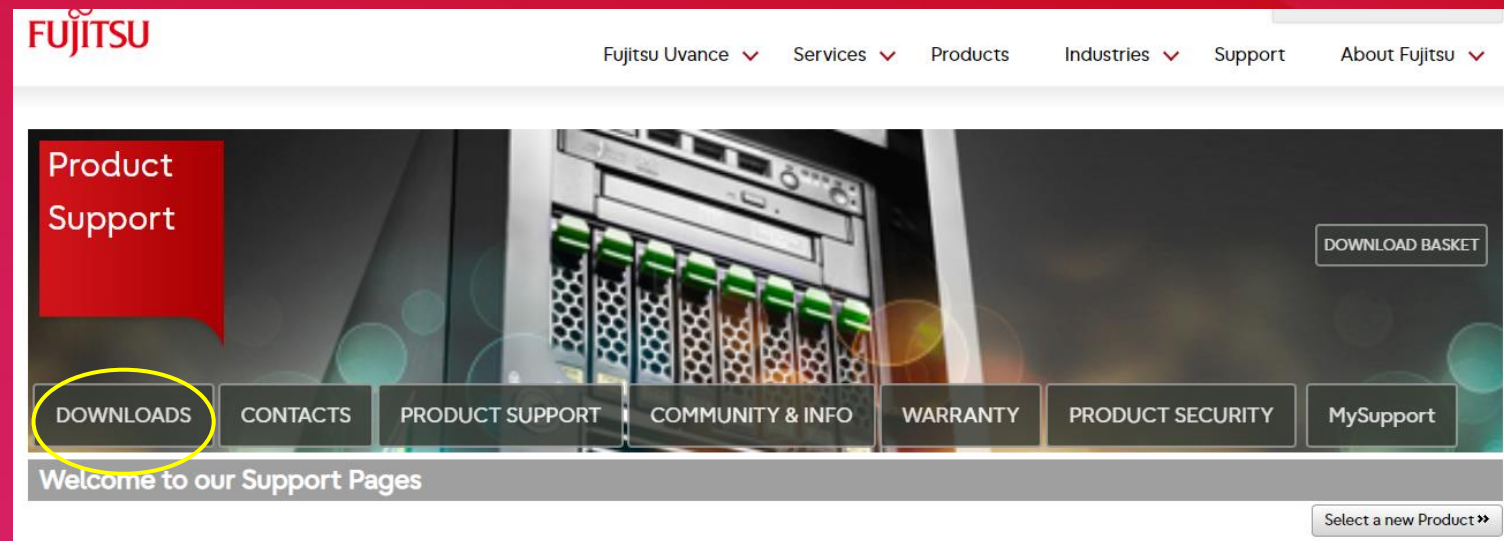 FUJITSU
Fujitsu Uvance Services Products Industries Support About Fujitsu
Product
Support
DOWNLOAD BASKET
DOWNLOADS CONTACTS PRODUCT SUPPORT COMMUNITY & INFO WARRANTY PRODUCT SECURITY MySupport
Welcome to our Support Pages
Select a new Product »